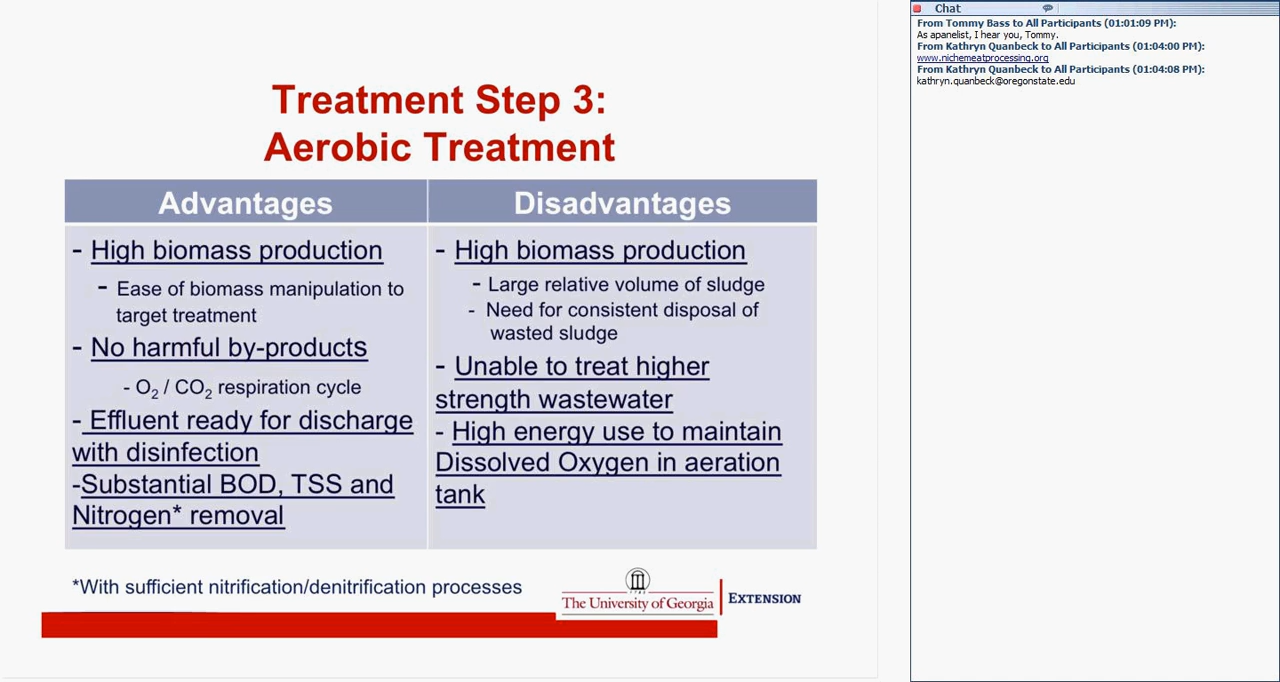 Treatment Step 3:
Aerobic Treatment
Advantages
- High biomass production
- Ease of biomass manipulation to
target treatment
- No harmful by-products
- O2 / CO2 respiration cycle
- Effluent ready for discharge
with disinfection
-Substantial BOD, TSS and
Nitrogen* removal
Disadvantages
- High biomass production
- Large relative volume of sludge
- Need for consistent disposal of
wasted sludge
- Unable to treat higher
strength wastewater
- High energy use to maintain
Dissolved Oxygen in aeration
tank
*With sufficient nitrification/denitrification processes
The University of Georgia
EXTENSION
Chat
From Tommy Bass to All Participants (01:01:09 PM):
As apanelist, I hear you, Tommy.
From Kathryn Quanbeck to All Participants (01:04:00 PM):
www.nichemeatprocessing.org
From Kathryn Quanbeck to All Participants (01:04:08 PM):
kathryn.quanbeck@oregonstate.edu